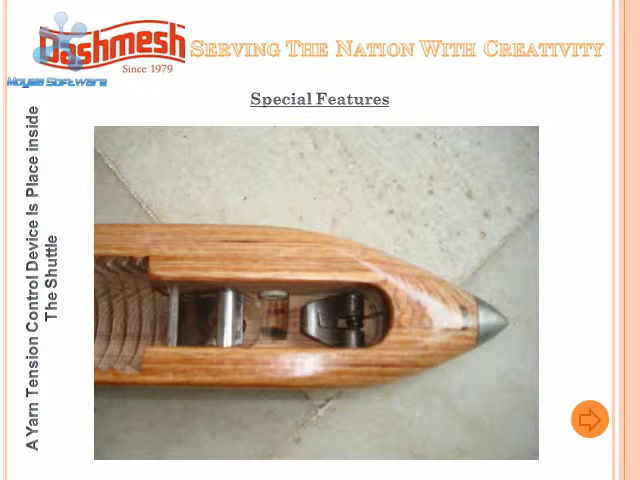 Dashmesh
Since 1979
SERVING THE NATION WITH CREATIVITY
Moyea Software
Special Features
A Yarn Tension Control Device Is Place inside
The Shuttle